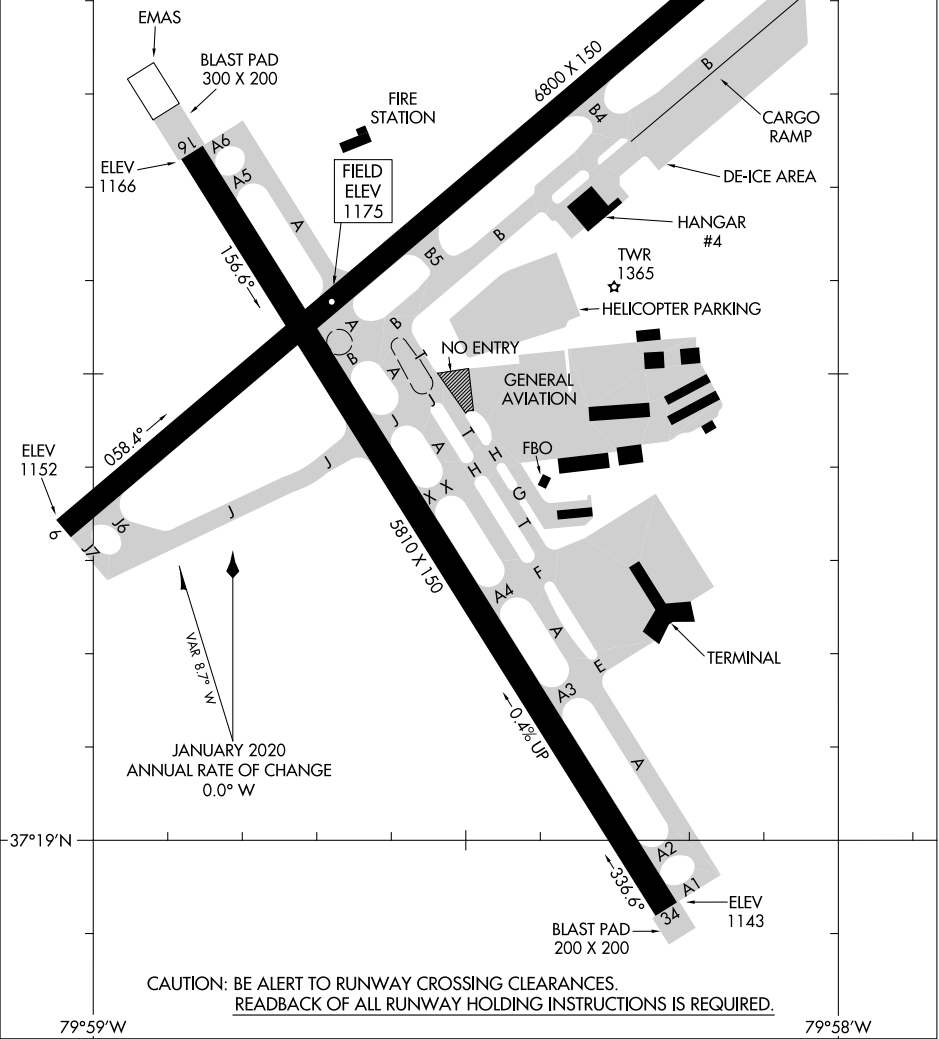 EMAS
BLAST PAD
300 X 200
6800 X 150
B
FIRE
STATION
B4
CARGO
RAMP
16
A6
ELEV
1166
A5
FIELD
ELEV
1175
DE-ICE AREA
HANGAR
#4
A
B
B5
156.6°
TWR
1365
HELICOPTER PARKING
A
B
B
T
NO ENTRY
A
J
GENERAL
AVIATION
058.4°
J
T
A
H
H
FBO
ELEV
1152
J
X
X
G
T
J
J6
6
J7
5810 X 150
F
A4
VAR 8.7° W
A
TERMINAL
E
A3
0.4% UP
JANUARY 2020
ANNUAL RATE OF CHANGE
0.0° W
A
37°19'N
A2
336.6°
A1
34
ELEV
1143
BLAST PAD
200 X 200
CAUTION: BE ALERT TO RUNWAY CROSSING CLEARANCES.
READBACK OF ALL RUNWAY HOLDING INSTRUCTIONS IS REQUIRED.
79°59'W
79°58'W